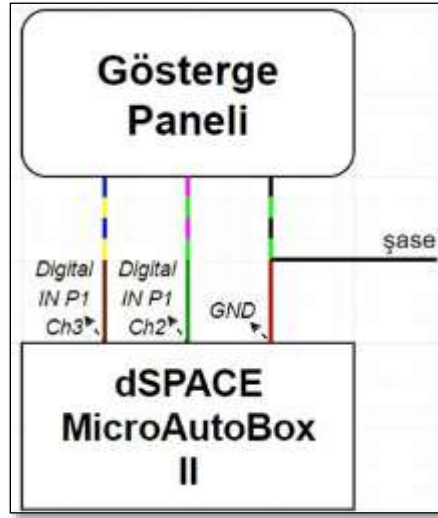 Gösterge
Paneli
şase
Digital
IN P1
Ch3
Digital
IN P1
Ch2
GND
dSPACE
MicroAutoBox
II